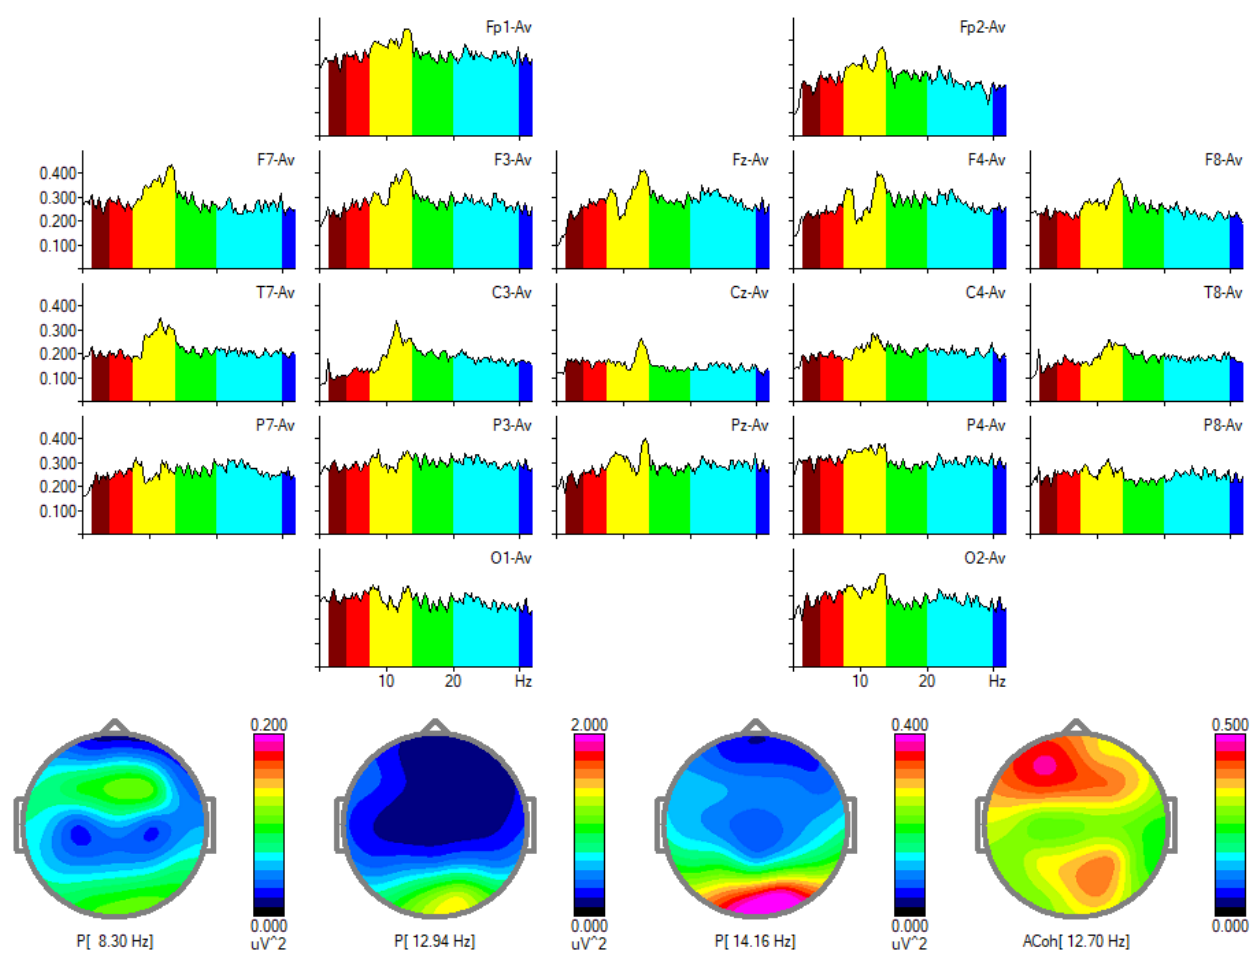 Fp1-Av Fp2-Av
F7-Av F3-Av Fz-Av F4-Av F8-Av
0.400
0.300
0.200
0.100
T7-Av C3-Av Cz-Av C4-Av T8-Av
0.400
0.300
0.200
0.100
P7-Av P3-Av Pz-Av P4-Av P8-Av
0.400
0.300
0.200
0.100
O1-Av O2-Av
10 20 Hz 10 20 Hz
0.200 2.000 0.400 0.500
0.000 0.000 0.000 0.000
P[ 8.30 Hz] uV^2 P[ 12.94 Hz] uV^2 P[ 14.16 Hz] uV^2 ACoh[ 12.70 Hz]